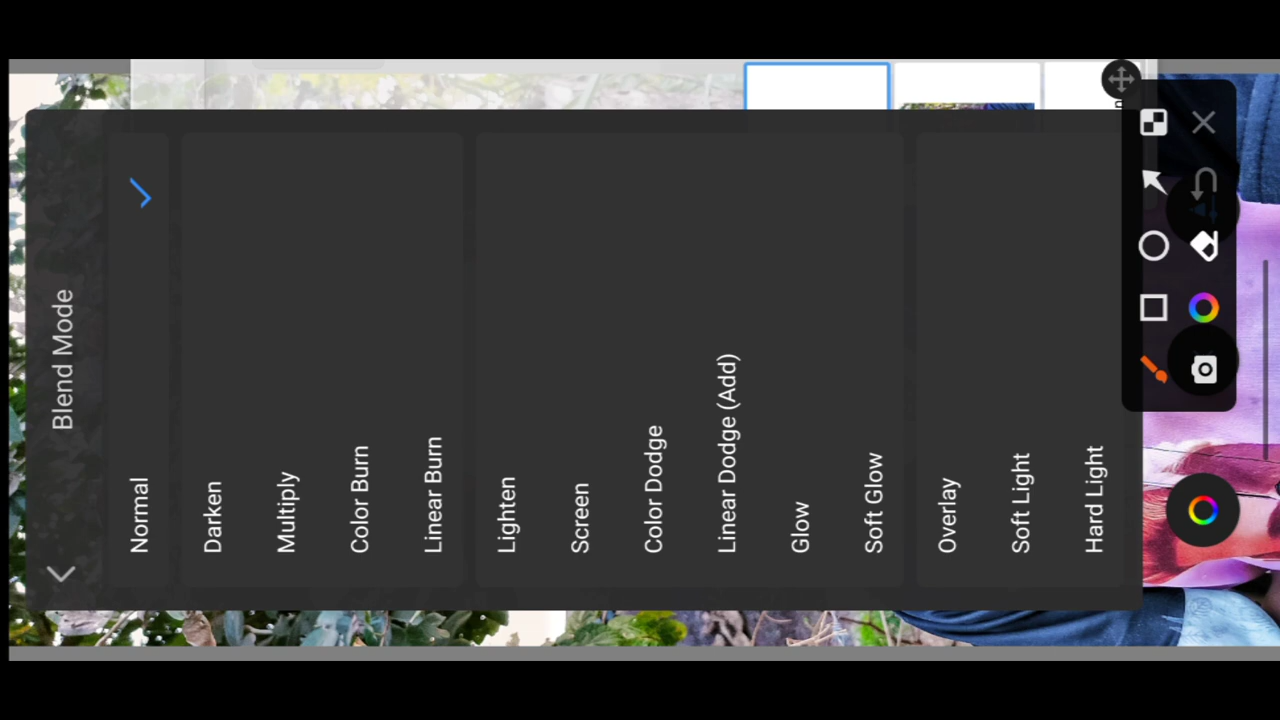 Blend Mode
Normal
Darken
Multiply
Color Burn
Linear Burn
Lighten
Screen
Color Dodge
Linear Dodge (Add)
Glow
Soft Glow
Overlay
Soft Light
Hard Light